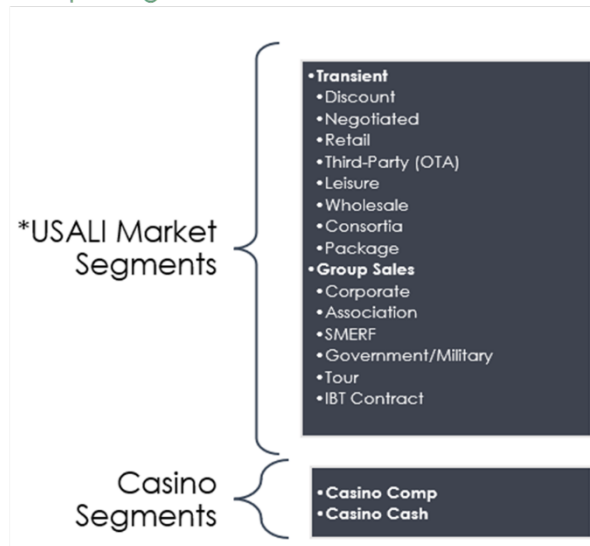 *USALI Market
Segments
•Transient
•Discount
•Negotiated
•Retail
•Third-Party (OTA)
•Leisure
•Wholesale
•Consortia
•Package
•Group Sales
•Corporate
•Association
•SMERF
•Government/Military
•Tour
•IBT Contract
Casino
Segments
•Casino Comp
•Casino Cash